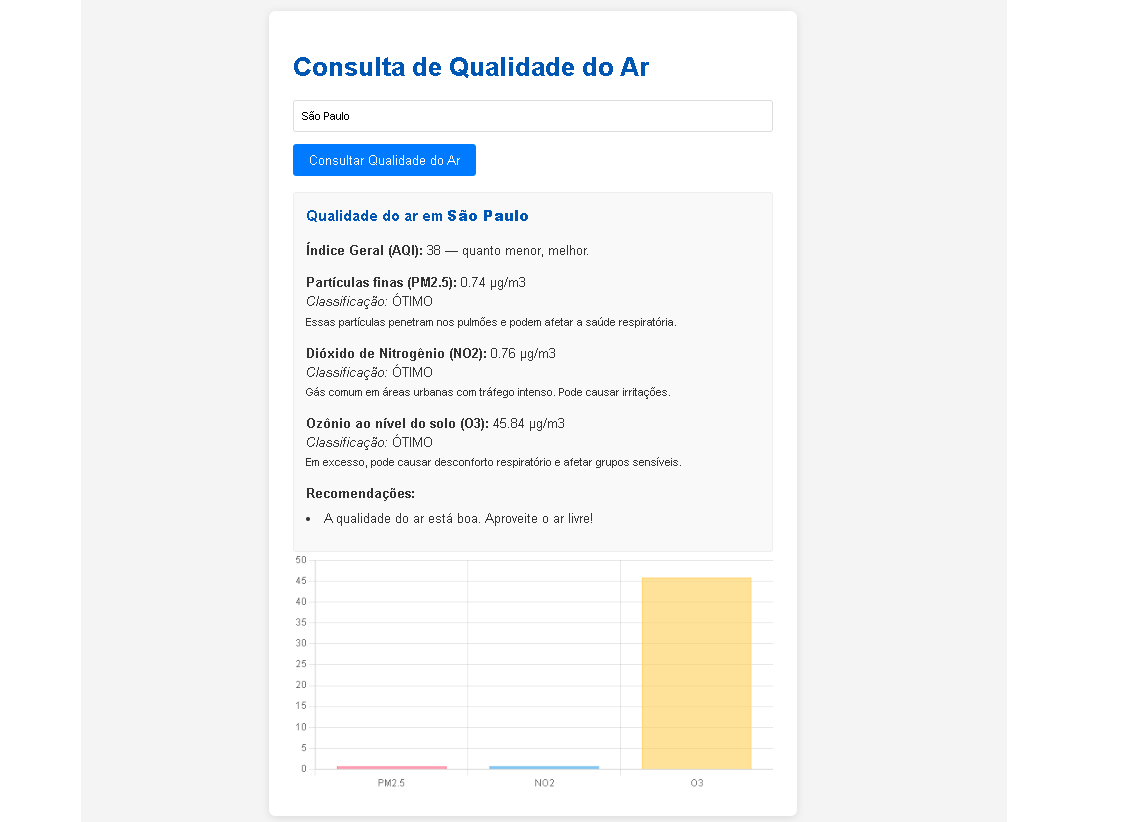 Consulta de Qualidade do Ar
São Paulo
Consultar Qualidade do Ar
Qualidade do ar em São Paulo
Índice Geral (AQI): 38 — quanto menor, melhor.
Partículas finas (PM2.5): 0.74 µg/m3
Classificação: ÓTIMO
Essas partículas penetram nos pulmões e podem afetar a saúde respiratória.
Dióxido de Nitrogênio (NO2): 0.76 µg/m3
Classificação: ÓTIMO
Gás comum em áreas urbanas com tráfego intenso. Pode causar irritações.
Ozônio ao nível do solo (O3): 45.84 µg/m3
Classificação: ÓTIMO
Em excesso, pode causar desconforto respiratório e afetar grupos sensíveis.
Recomendações:
• A qualidade do ar está boa. Aproveite o ar livre!
50
45
40
35
30
25
20
15
10
5
0
PM2.5 NO2 O3